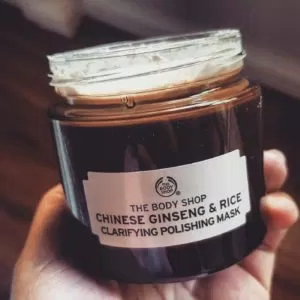 THE BODY SHOP
CHINESE GINSENG & RICE
CLARIFYING POLISHING MASK